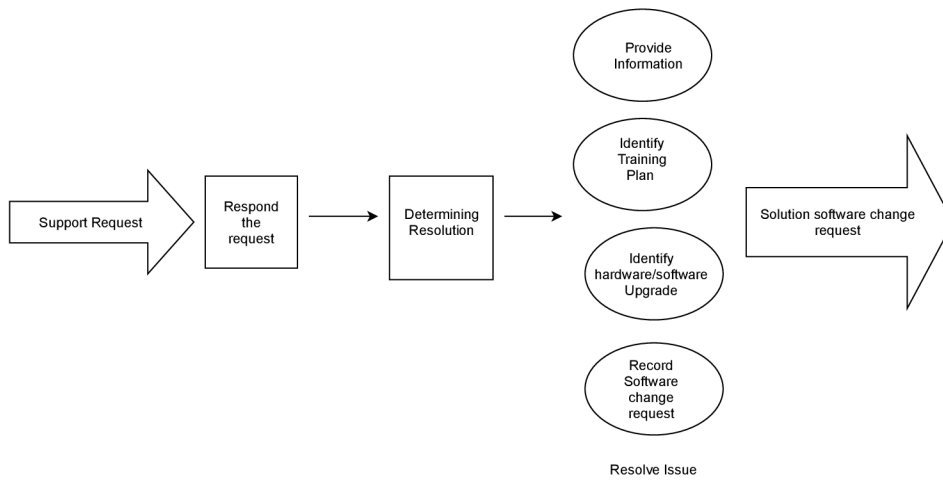 Support Request
Respond
the
request
Determining
Resolution
Provide
Information
Identify
Training
Plan
Identify
hardware/software
Upgrade
Record
Software
change
request
Resolve Issue
Solution software change
request